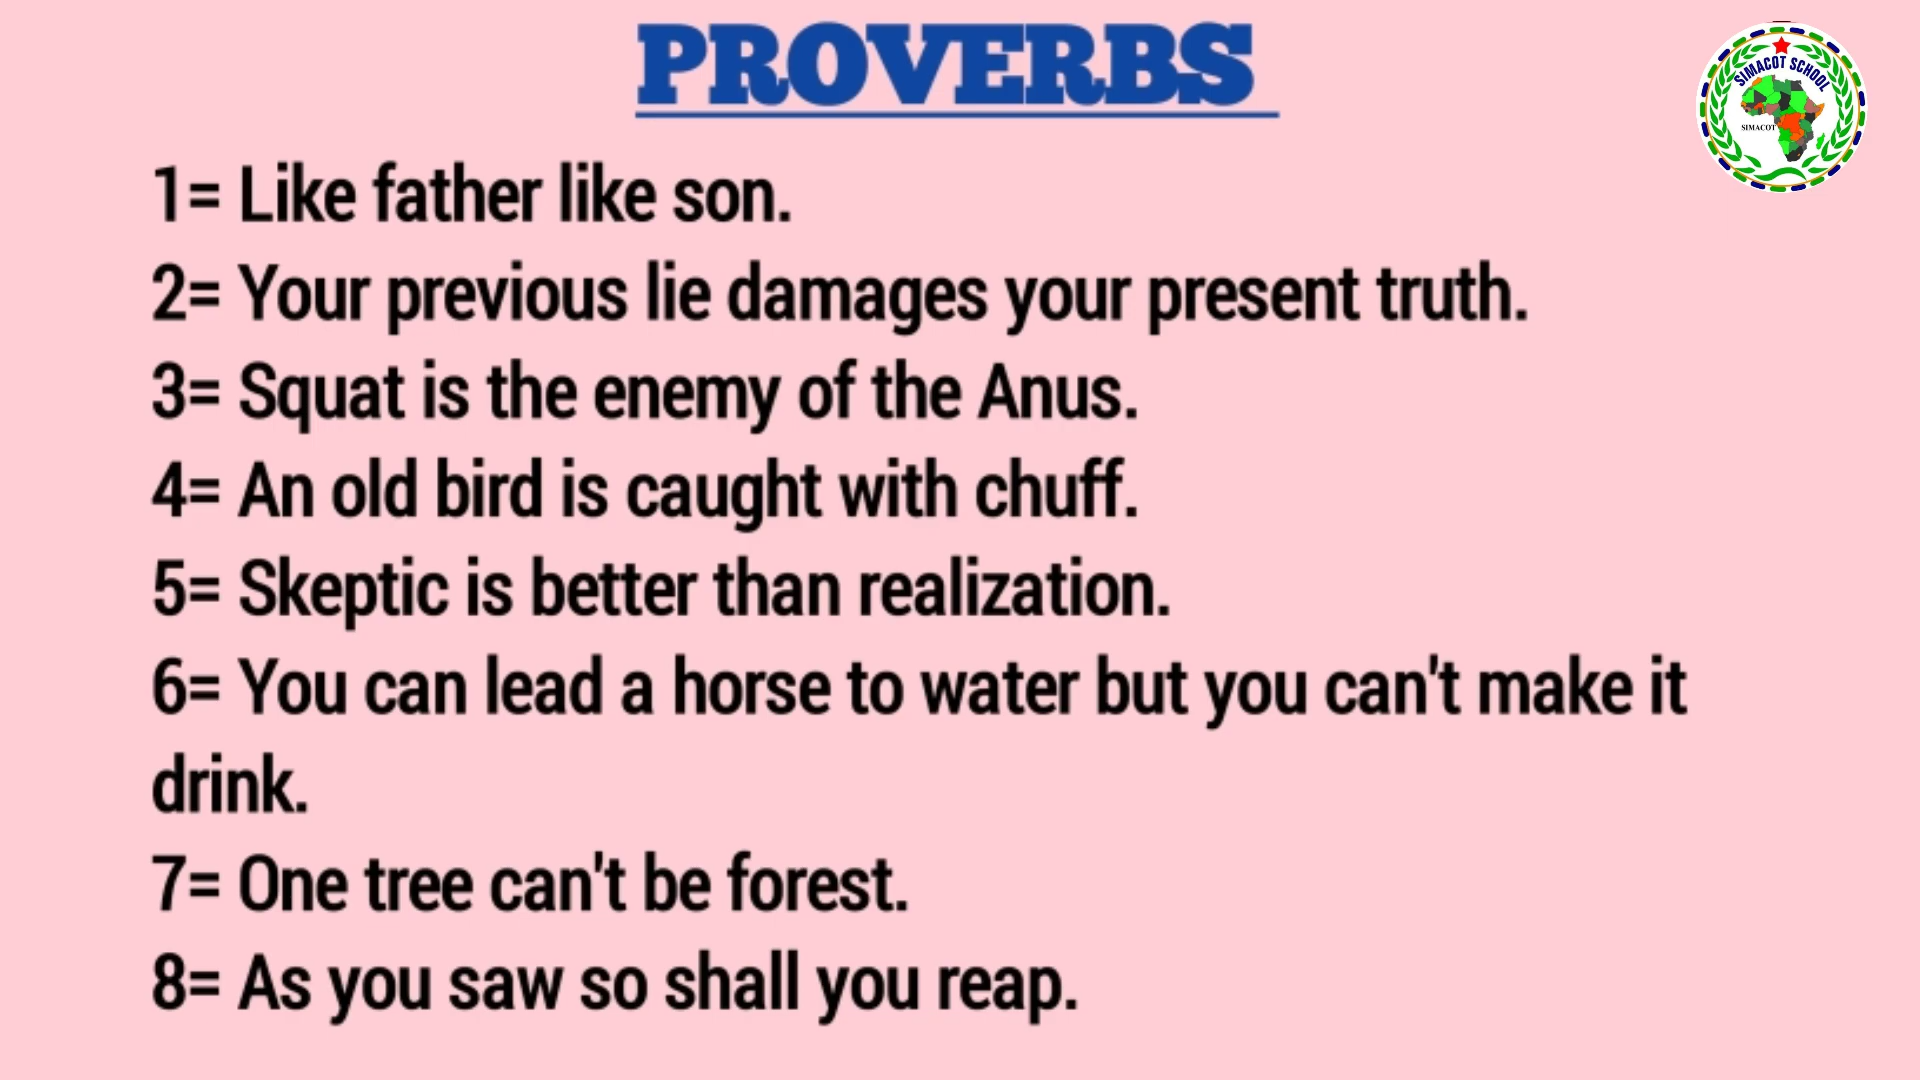 PROVERBS
SIMACOT SCHOOL
SIMACOT
1= Like father like son.
2= Your previous lie damages your present truth.
3= Squat is the enemy of the Anus.
4= An old bird is caught with chuff.
5= Skeptic is better than realization.
6= You can lead a horse to water but you can't make it
drink.
7= One tree can't be forest.
8= As you saw so shall you reap.